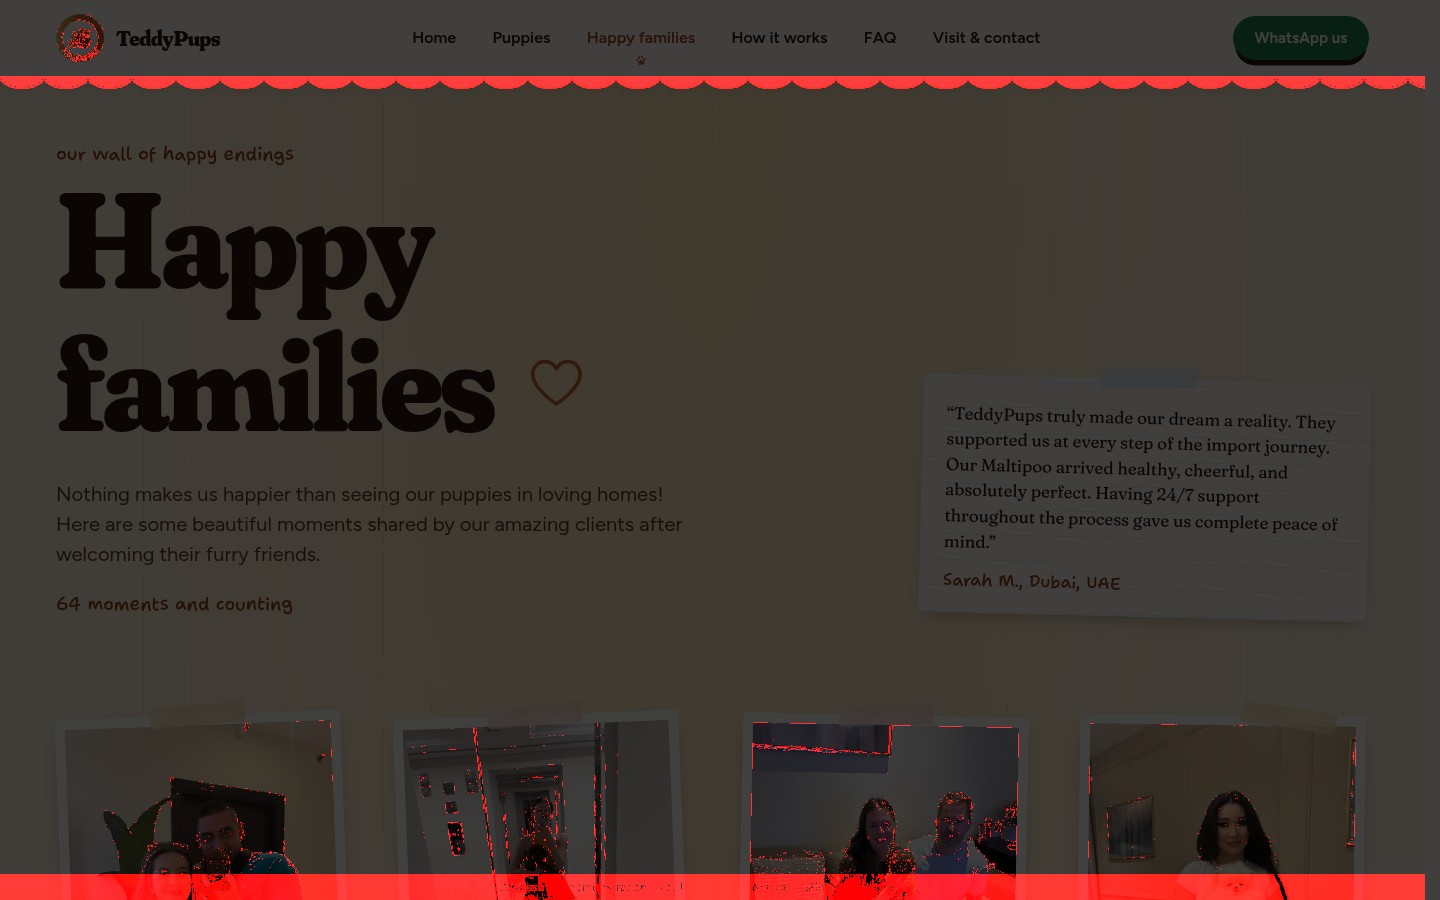 TeddyPups
Home
Puppies
Happy families
How it works
FAQ
Visit & contact
WhatsApp us
our wall of happy endings
Happy
families
Nothing makes us happier than seeing our puppies in loving homes!
Here are some beautiful moments shared by our amazing clients after
welcoming their furry friends.
64 moments and counting
“TeddyPups truly made our dream a reality. They
supported us at every step of the import journey.
Our Maltipoo arrived healthy, cheerful, and
absolutely perfect. Having 24/7 support
throughout the process gave us complete peace of
mind.”
Sarah M., Dubai, UAE